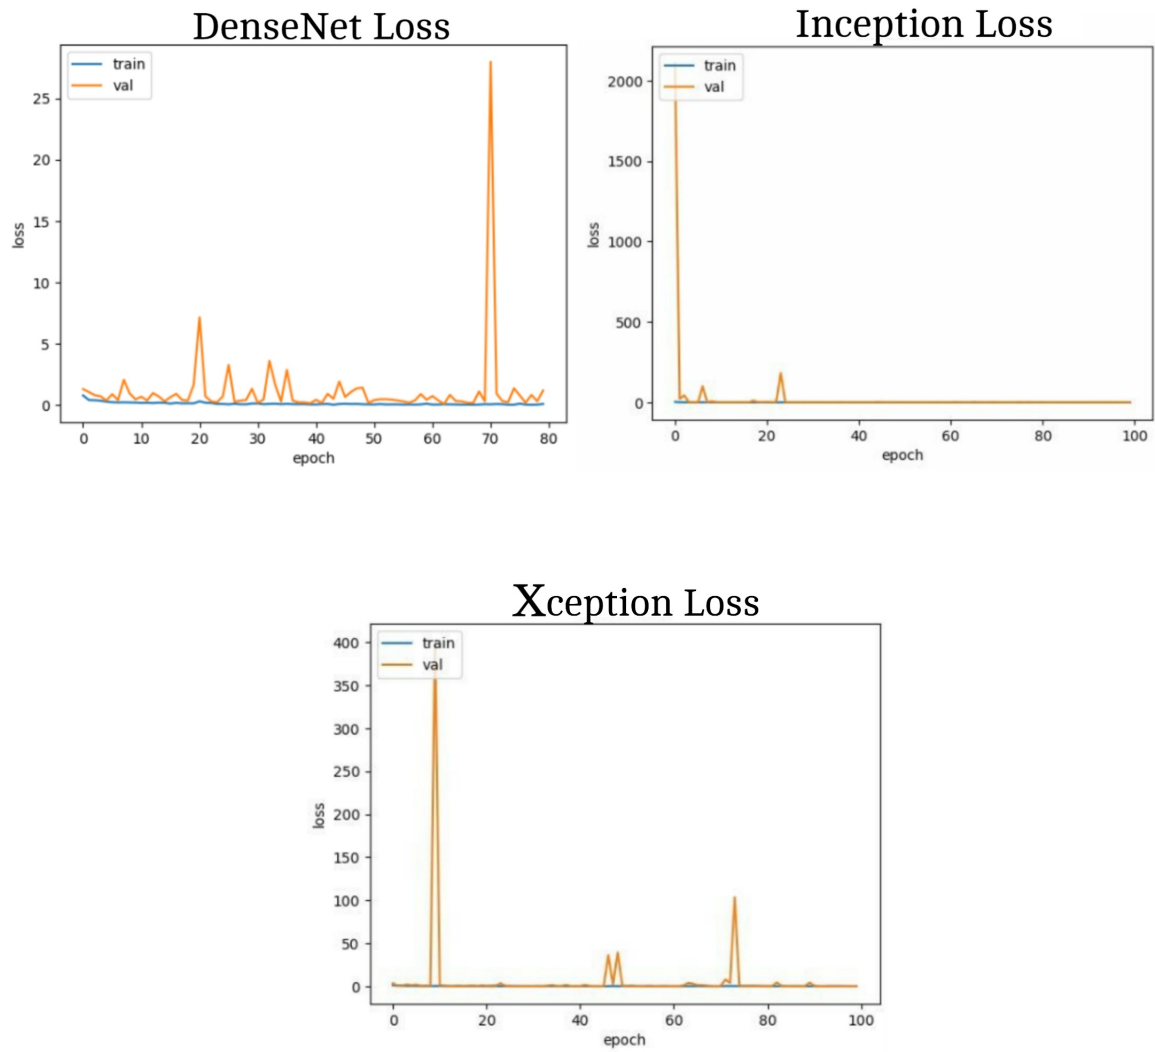 DenseNet Loss
train
val
25
20
15
10
5
0
loss
0 10 20 30 40 50 60 70 80
epoch
Inception Loss
train
val
2000
1500
1000
500
0
loss
0 20 40 60 80 100
epoch
Xception Loss
train
val
400
350
300
250
200
150
100
50
0
loss
0 20 40 60 80 100
epoch